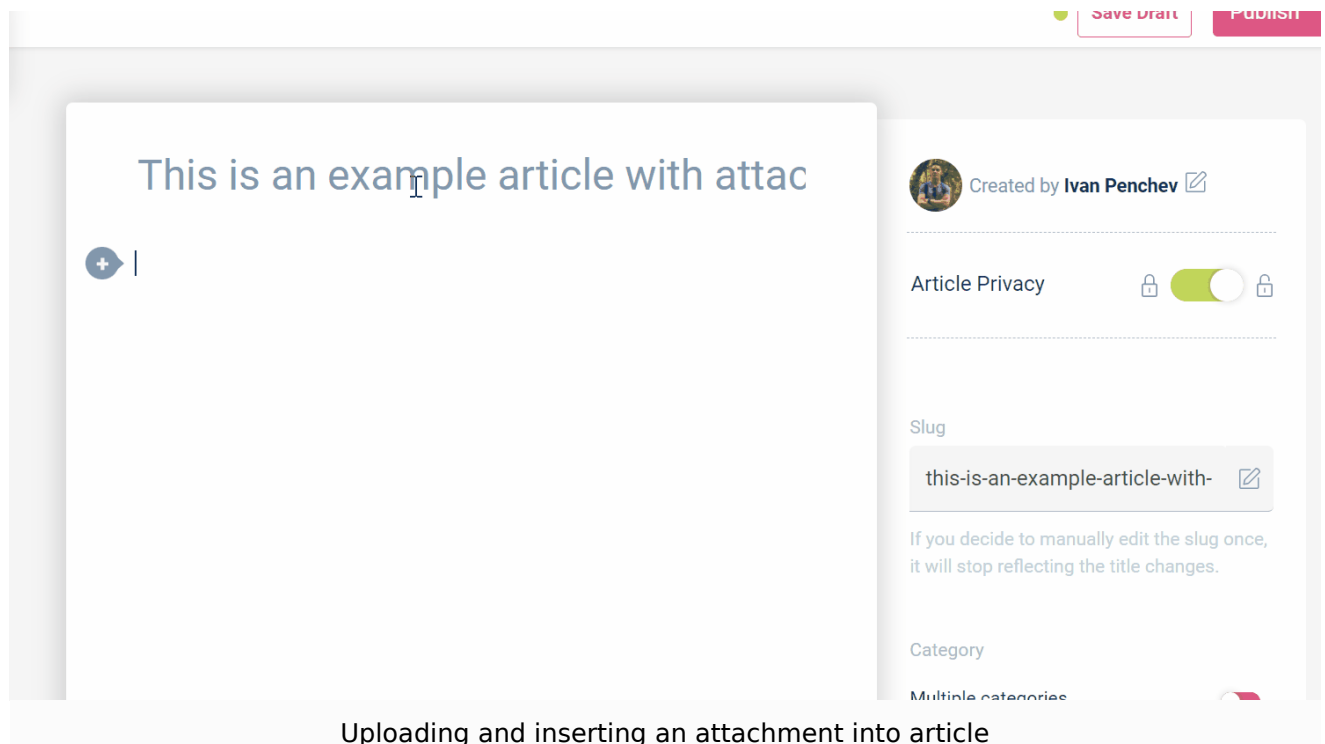 Save Draft
Publish
This is an example article with attac
Created by Ivan Penchev
Article Privacy
Slug
this-is-an-example-article-with-
If you decide to manually edit the slug once,
it will stop reflecting the title changes.
Category
Multiple categories
Uploading and inserting an attachment into article